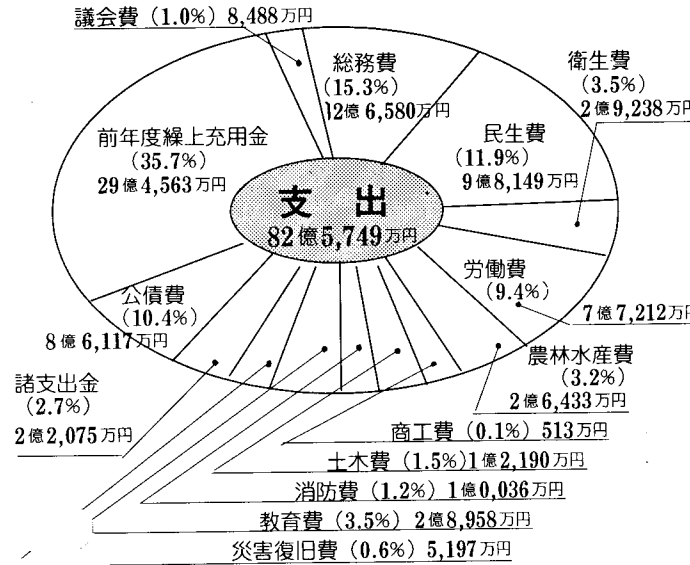 議会費（1.0%）8,488万円
総務費
(15.3%)
12億6,580万円
衛生費
(3.5%)
2億9,238万円
民生費
(11.9%)
9億8,149万円
前年度繰上充用金
(35.7%)
29億4,563万円
支出
82億5,749万円
労働費
(9.4%)
7億7,212万円
公債費
(10.4%)
8億6,117万円
農林水産費
(3.2%)
2億6,433万円
諸支出金
(2.7%)
2億2,075万円
商工費（0.1%）513万円
土木費（1.5%）1億2,190万円
消防費（1.2%）1億0,036万円
教育費（3.5%）2億8,958万円
災害復旧費（0.6%）5,197万円